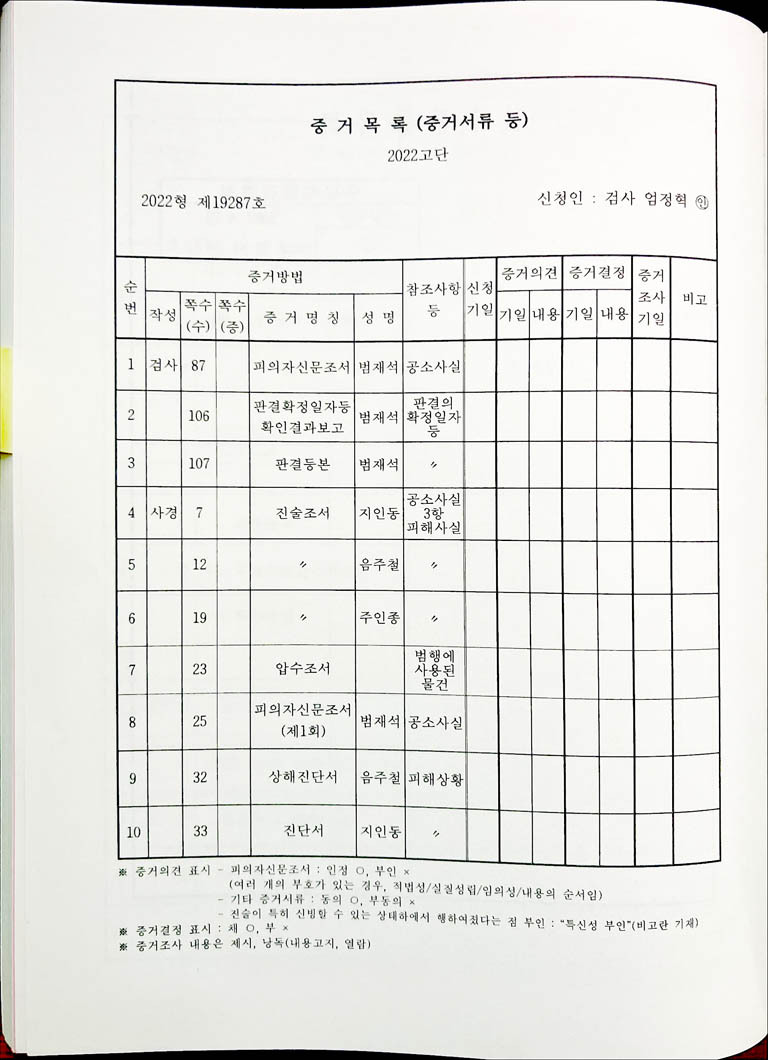 증 거 목 록 (증거서류 등)
2022고단
2022형 제19287호
신청인 : 검사 엄정혁 ㊞
순번 작성 쪽수(수) 쪽수(증) 증거방법 증 거 명 칭 성 명 참조사항 등 신청기일 증거의견 기일 내용 증거결정 기일 내용 증거조사기일 비고
1 검사 87 피의자신문조서 범재석 공소사실
2 106 판결확정일자등 확인결과보고 범재석 판결의 확정일자 등
3 107 판결등본 범재석 〃
4 사경 7 진술조서 지인동 공소사실 3항 피해사실
5 12 〃 음주철 〃
6 19 〃 주인종 〃
7 23 압수조서 범행에 사용된 물건
8 25 피의자신문조서 (제1회) 범재석 공소사실
9 32 상해진단서 음주철 피해상황
10 33 진단서 지인동 〃
※ 증거의견 표시 - 피의자신문조서 : 인정 ○, 부인 ×
(여러 개의 부호가 있는 경우, 적법성/실질성립/임의성/내용의 순서임)
- 기타 증거서류 : 동의 ○, 부동의 ×
- 진술이 특히 신빙할 수 있는 상태하에서 행하여졌다는 점 부인 : "특신성 부인"(비고란 기재)
※ 증거결정 표시 : 채 ○, 부 ×
※ 증거조사 내용은 제시, 낭독(내용고지, 열람)